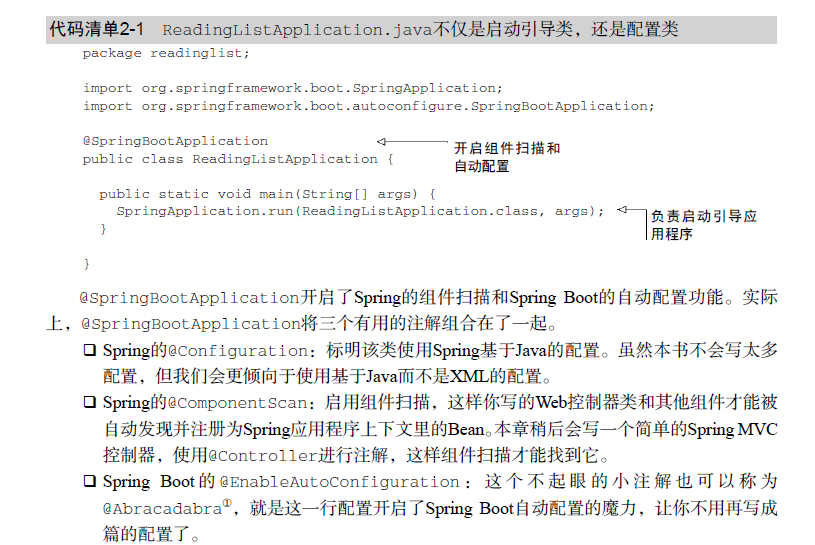 代码清单2-1 ReadingListApplication.java不仅是启动引导类，还是配置类
package readinglist;
import org.springframework.boot.SpringApplication;
import org.springframework.boot.autoconfigure.SpringBootApplication;
@SpringBootApplication
开启组件扫描和
自动配置
public class ReadingListApplication {
public static void main(String[] args) {
SpringApplication.run(ReadingListApplication.class, args);
负责启动引导应
用程序
}
}
@SpringBootApplication开启了Spring的组件扫描和Spring Boot的自动配置功能。实际
上，@SpringBootApplication将三个有用的注解组合在了一起。
❑ Spring的@Configuration：标明该类使用Spring基于Java的配置。虽然本书不会写太多
配置，但我们会更倾向于使用基于Java而不是XML的配置。
❑ Spring的@ComponentScan：启用组件扫描，这样你写的Web控制器类和其他组件才能被
自动发现并注册为Spring应用程序上下文里的Bean。本章稍后会写一个简单的Spring MVC
控制器，使用@Controller进行注解，这样组件扫描才能找到它。
❑ Spring Boot的@EnableAutoConfiguration：这个不起眼的小注解也可以称为
@Abracadabra①，就是这一行配置开启了Spring Boot自动配置的魔力，让你不用再写成
篇的配置了。